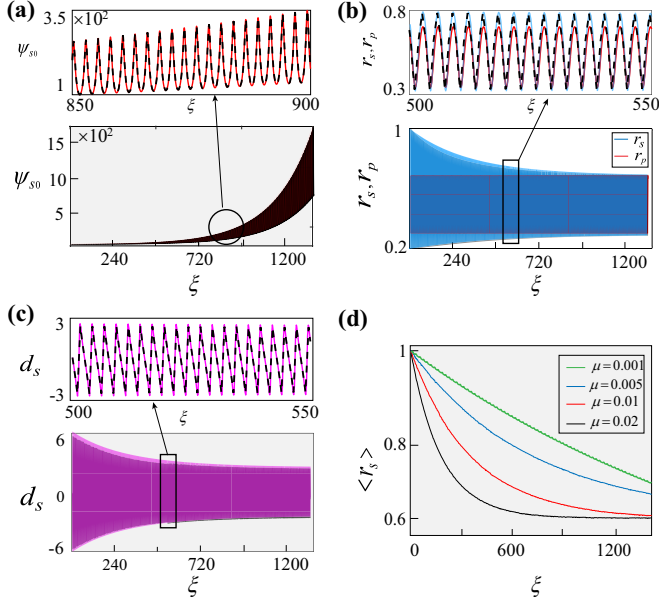 (a)
3.5 ×10²
ψs0
1
850 ξ 900
×10²
15
ψs0
10
5
240 720 1200
ξ
(b)
0.8
rs, rp
0.3
500 ξ 550
1
rs
rp
rs, rp
0.2
240 720 1200
ξ
(c)
3
ds
-3
500 ξ 550
6
ds
0
-6
240 720 1200
ξ
(d)
1
μ=0.001
μ=0.005
μ=0.01
μ=0.02
0.8
<rs>
0.6
0 600 1200
ξ